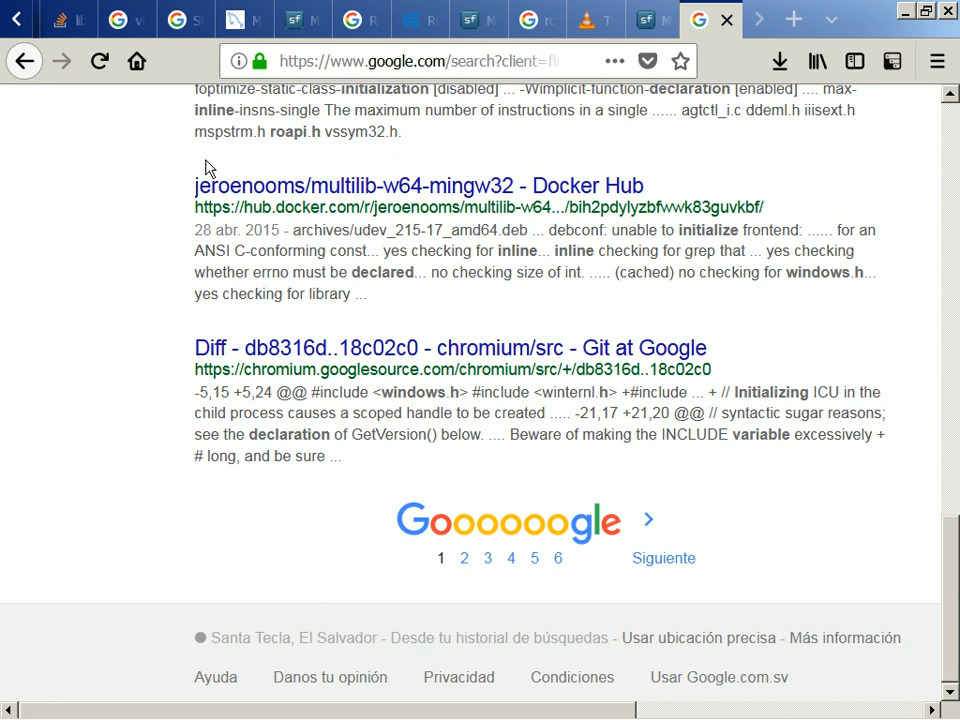 lib
vl
S
M
M
R
R
M
ro
T
M
https://www.google.com/search?client=fi
foptimize-static-class-initialization [disabled] ... -Wimplicit-function-declaration [enabled] .... max-
inline-insns-single The maximum number of instructions in a single ...... agtctl_i.c ddeml.h iiisext.h
mspstrm.h roapi.h vssym32.h.
jeroenooms/multilib-w64-mingw32 - Docker Hub
https://hub.docker.com/r/jeroenooms/multilib-w64.../bih2pdylyzbfwwk83guvkbf/
28 abr. 2015 - archives/udev_215-17_amd64.deb ... debconf: unable to initialize frontend: ...... for an
ANSI C-conforming const... yes checking for inline... inline checking for grep that ... yes checking
whether errno must be declared... no checking size of int. ..... (cached) no checking for windows.h...
yes checking for library ...
Diff - db8316d..18c02c0 - chromium/src - Git at Google
https://chromium.googlesource.com/chromium/src/+/db8316d..18c02c0
-5,15 +5,24 @@ #include <windows.h> #include <winternl.h> +#include ... + // Initializing ICU in the
child process causes a scoped handle to be created ..... -21,17 +21,20 @@ // syntactic sugar reasons;
see the declaration of GetVersion() below. .... Beware of making the INCLUDE variable excessively +
# long, and be sure ...
Goooooogle
1 2 3 4 5 6 Siguiente
Santa Tecla, El Salvador - Desde tu historial de búsquedas - Usar ubicación precisa - Más información
Ayuda Danos tu opinión Privacidad Condiciones Usar Google.com.sv